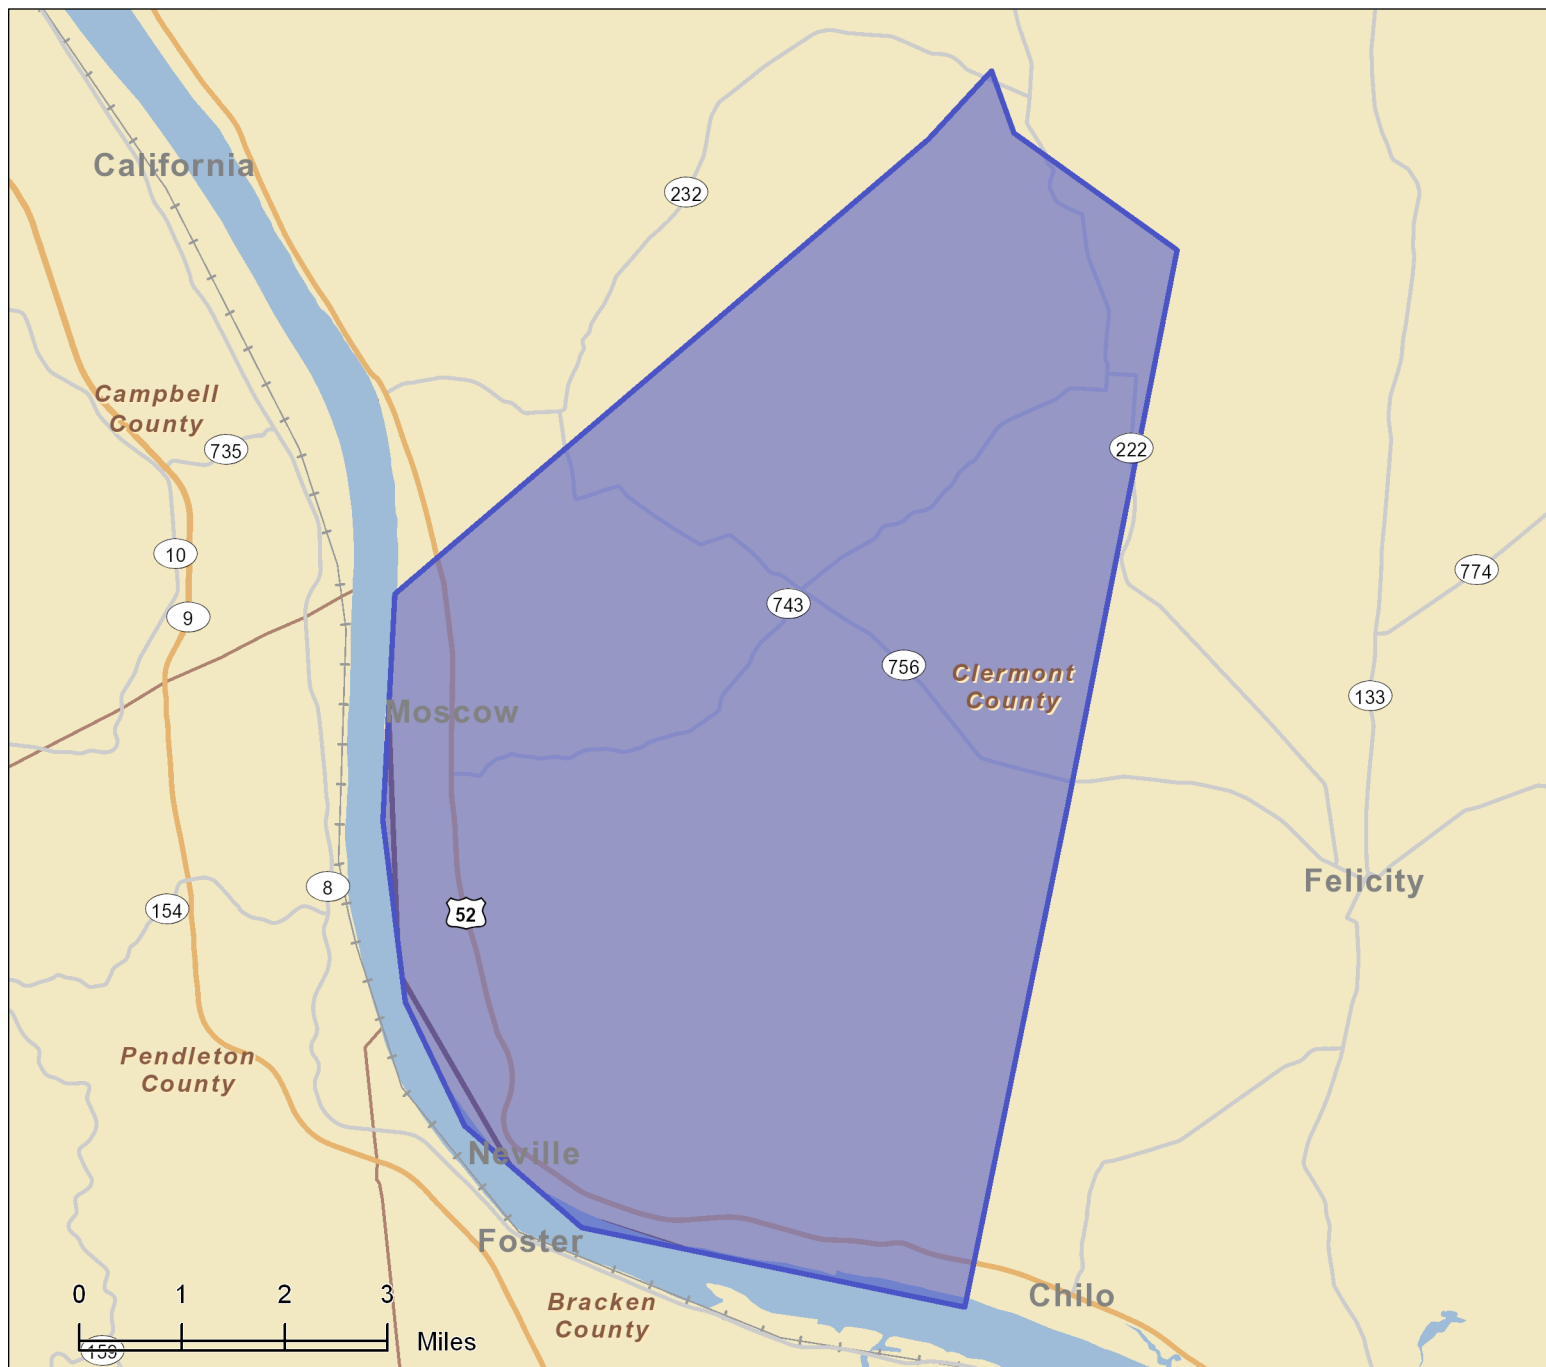 California
232
Campbell
County
735
222
10
774
9
743
756
Clermont
County
133
Moscow
Felicity
8
154
52
Pendleton
County
Neville
Foster
Chilo
0 1 2 3
Bracken
County
Miles
159